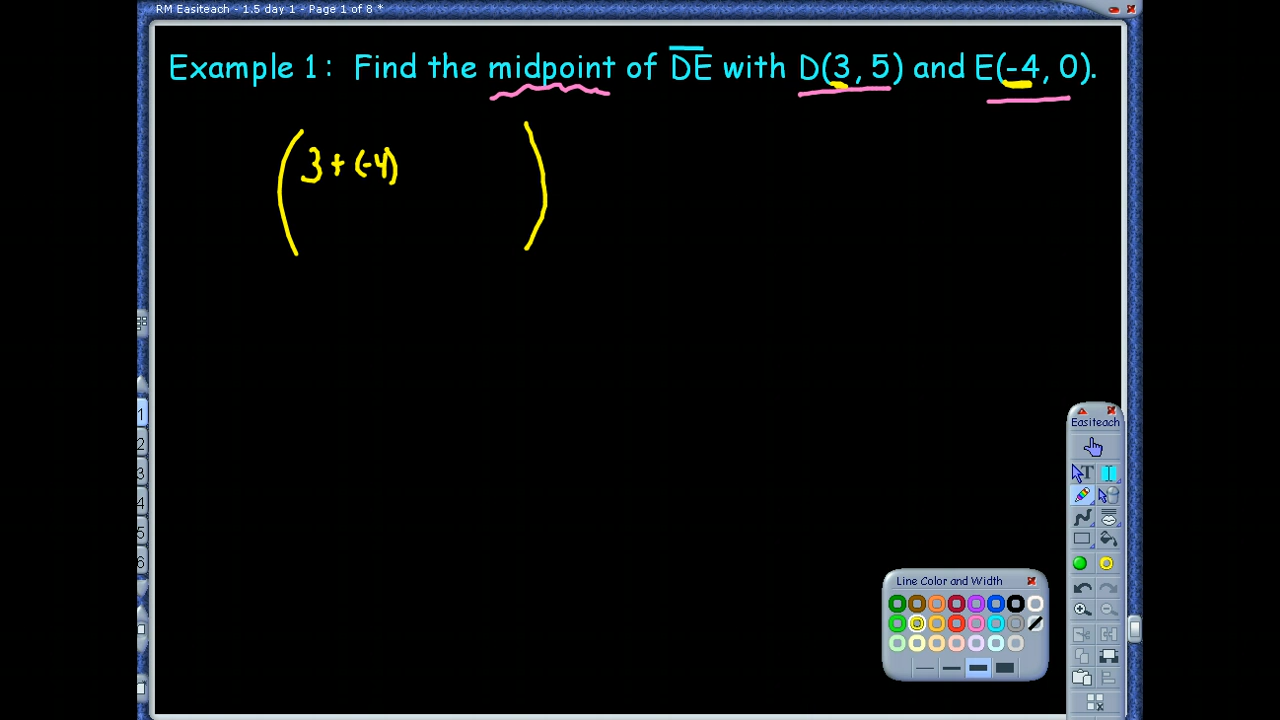 RM Easiteach - 1.5 day 1 - Page 1 of 8 *
Example 1: Find the midpoint of DE with D(3, 5) and E(-4, 0).
( 3 + (-4) )
1
2
3
4
5
6
Easiteach
T
Line Color and Width